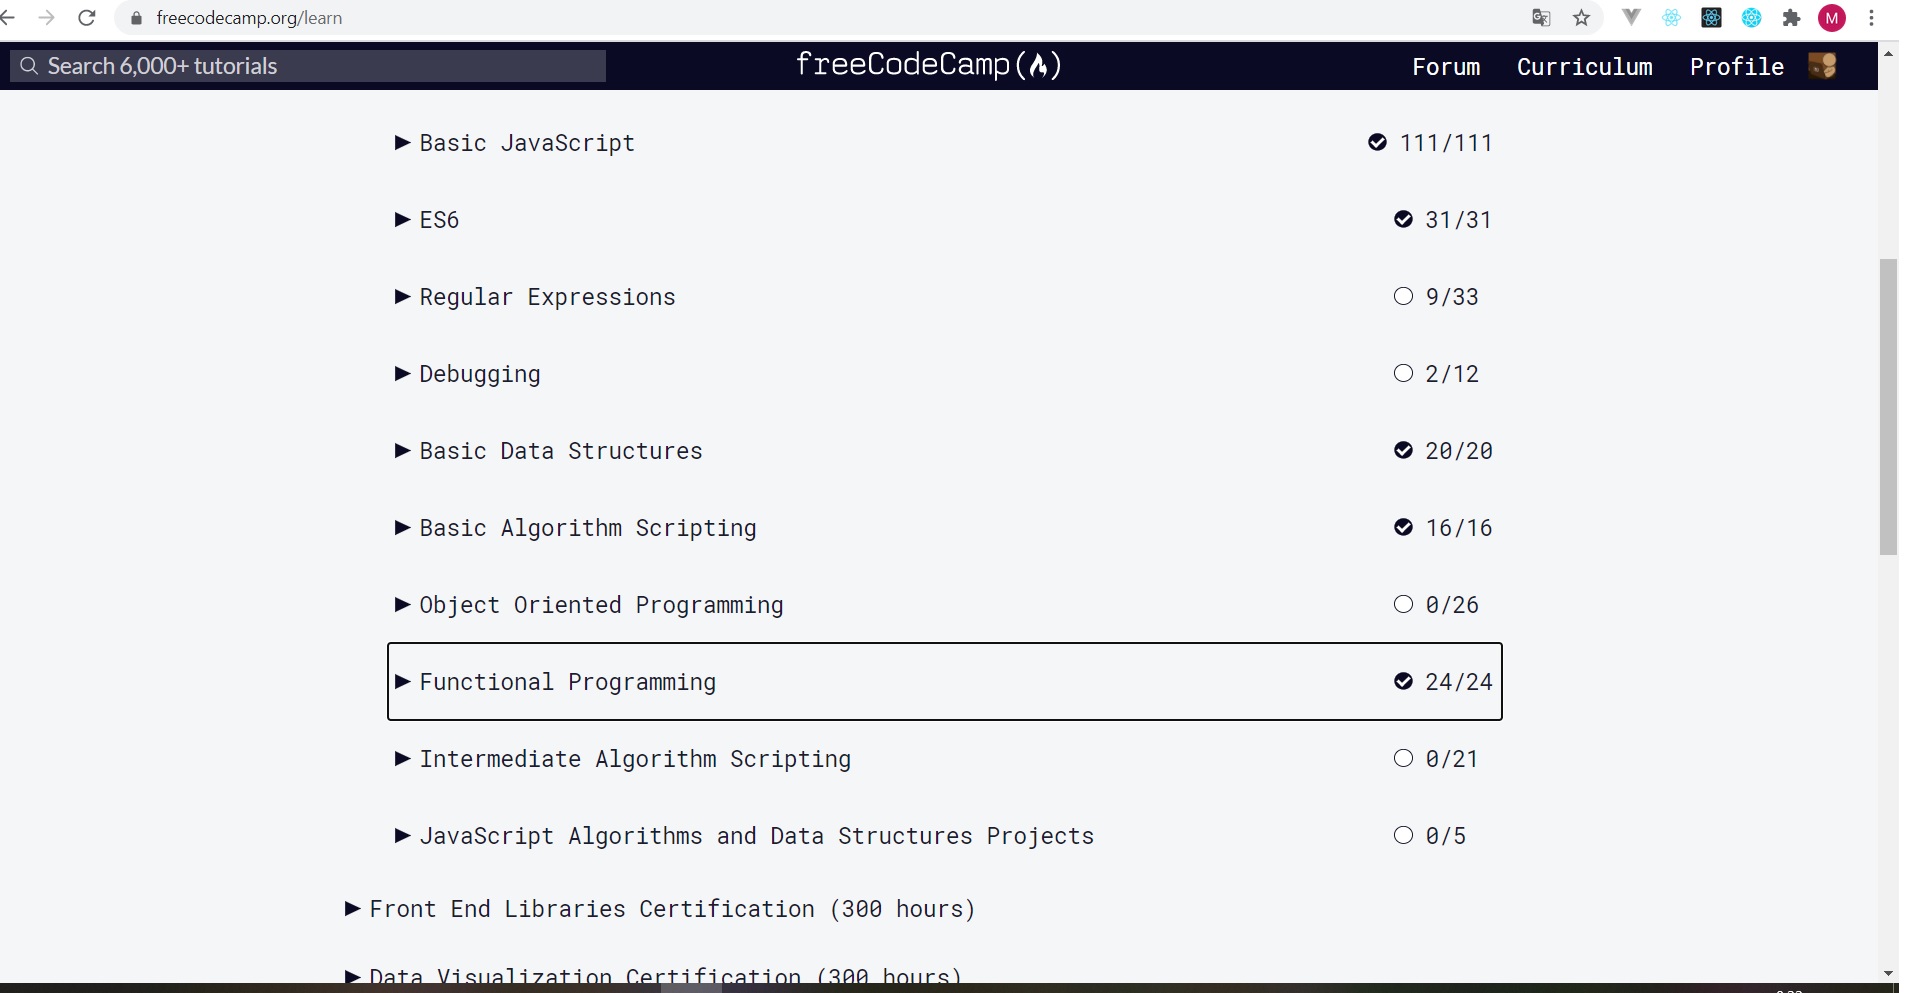 freecodecamp.org/learn
M
Search 6,000+ tutorials
freeCodeCamp
Forum Curriculum Profile
Basic JavaScript 111/111
ES6 31/31
Regular Expressions 9/33
Debugging 2/12
Basic Data Structures 20/20
Basic Algorithm Scripting 16/16
Object Oriented Programming 0/26
Functional Programming 24/24
Intermediate Algorithm Scripting 0/21
JavaScript Algorithms and Data Structures Projects 0/5
Front End Libraries Certification (300 hours)
Data Visualization Certification (300 hours)